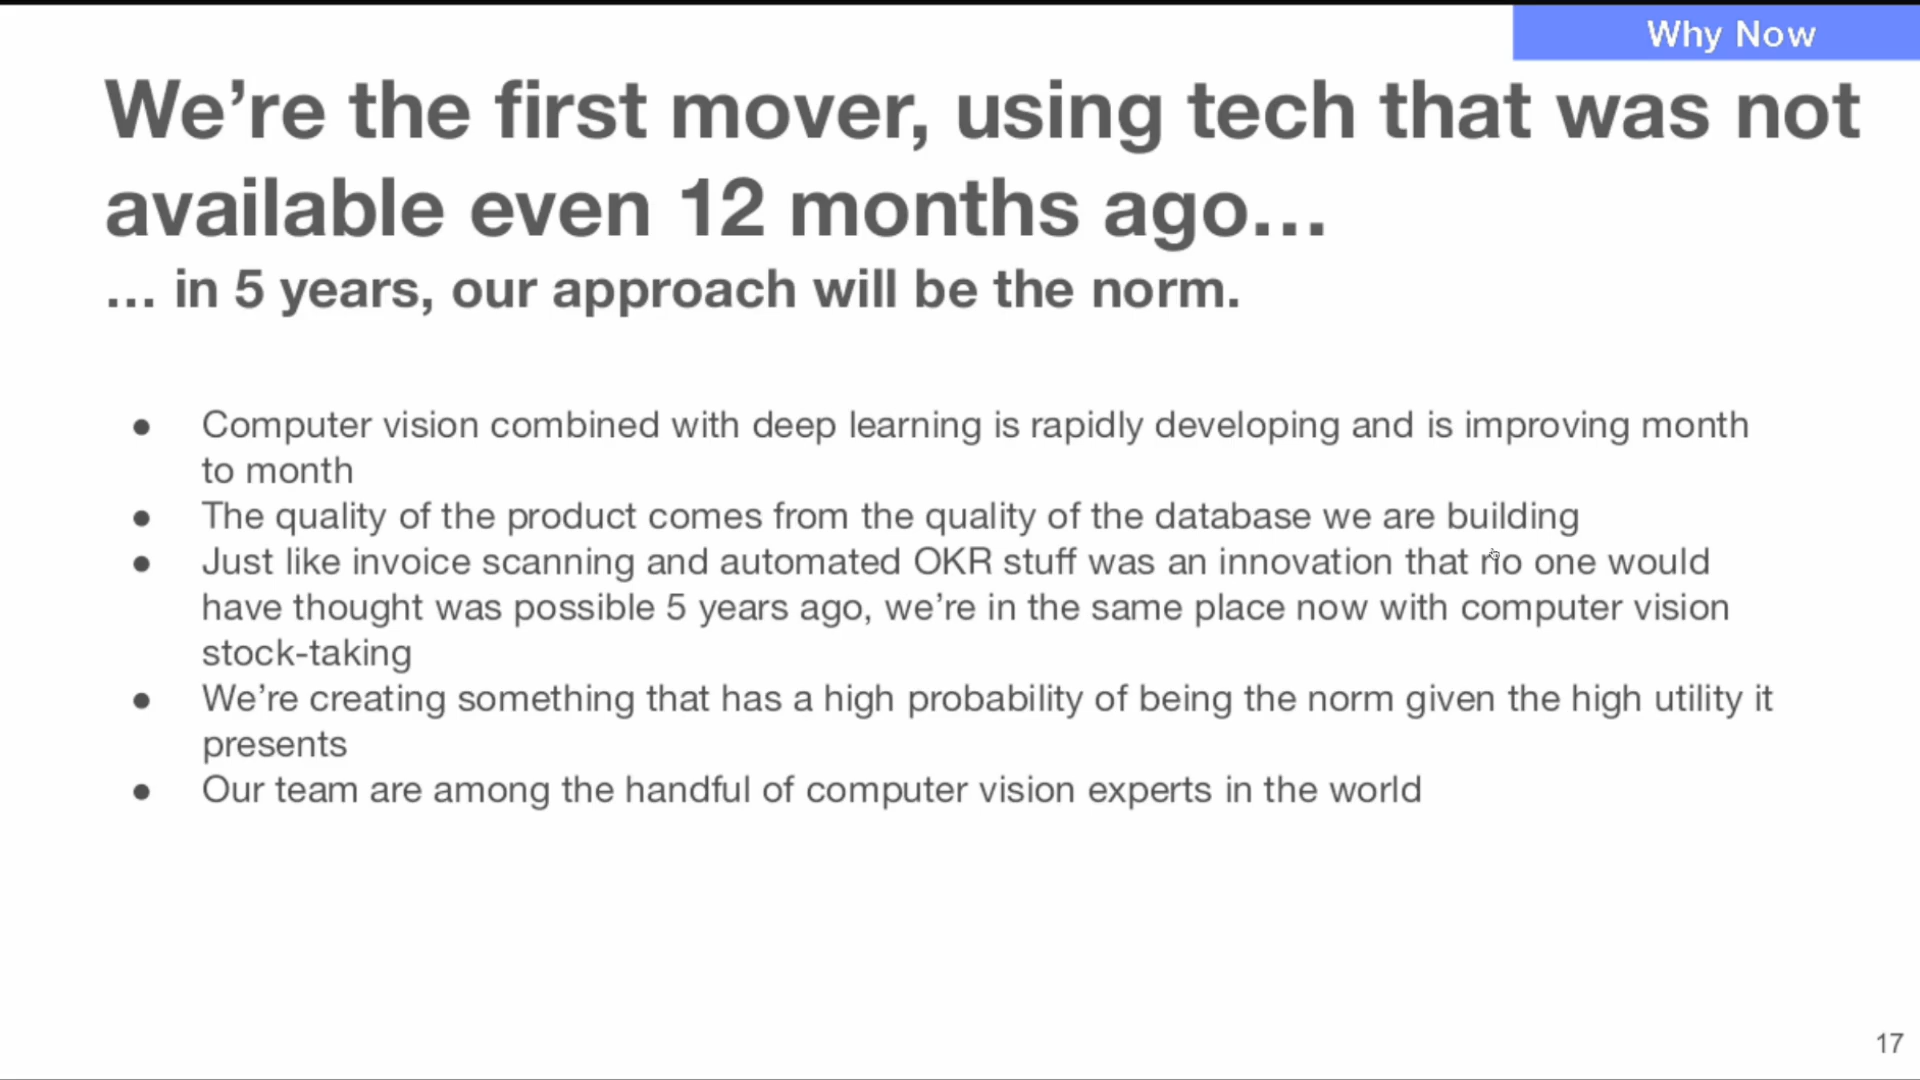 Why Now
We’re the first mover, using tech that was not
available even 12 months ago…
… in 5 years, our approach will be the norm.
● Computer vision combined with deep learning is rapidly developing and is improving month
to month
● The quality of the product comes from the quality of the database we are building
● Just like invoice scanning and automated OKR stuff was an innovation that no one would
have thought was possible 5 years ago, we’re in the same place now with computer vision
stock-taking
● We’re creating something that has a high probability of being the norm given the high utility it
presents
● Our team are among the handful of computer vision experts in the world
17